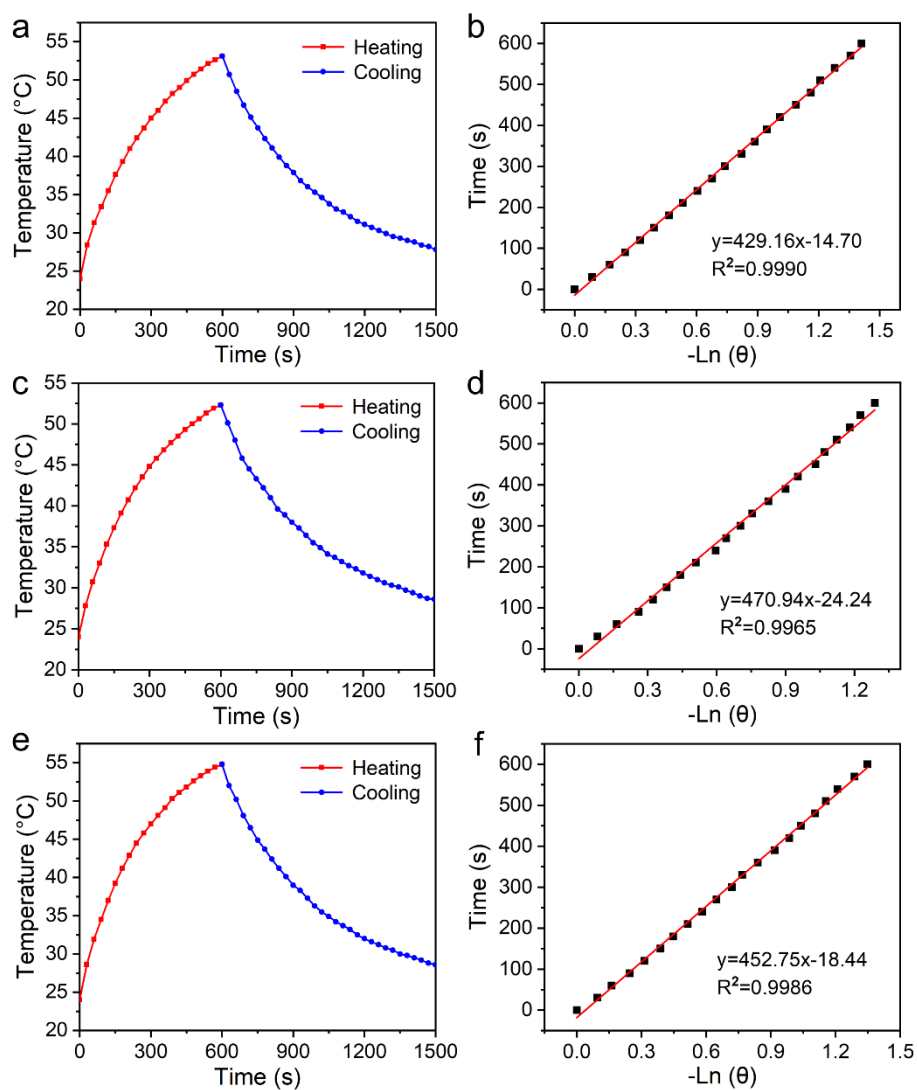 a
Temperature (°C)
55
50
45
40
35
30
25
20
Heating
Cooling
0 300 600 900 1200 1500
Time (s)
b
Time (s)
600
500
400
300
200
100
0
y=429.16x-14.70
R²=0.9990
0.0 0.3 0.6 0.9 1.2 1.5
-Ln (θ)
c
Temperature (°C)
55
50
45
40
35
30
25
20
Heating
Cooling
0 300 600 900 1200 1500
Time (s)
d
Time (s)
600
500
400
300
200
100
0
y=470.94x-24.24
R²=0.9965
0.0 0.3 0.6 0.9 1.2
-Ln (θ)
e
Temperature (°C)
55
50
45
40
35
30
25
20
Heating
Cooling
0 300 600 900 1200 1500
Time (s)
f
Time (s)
600
500
400
300
200
100
0
y=452.75x-18.44
R²=0.9986
0.0 0.3 0.6 0.9 1.2 1.5
-Ln (θ)